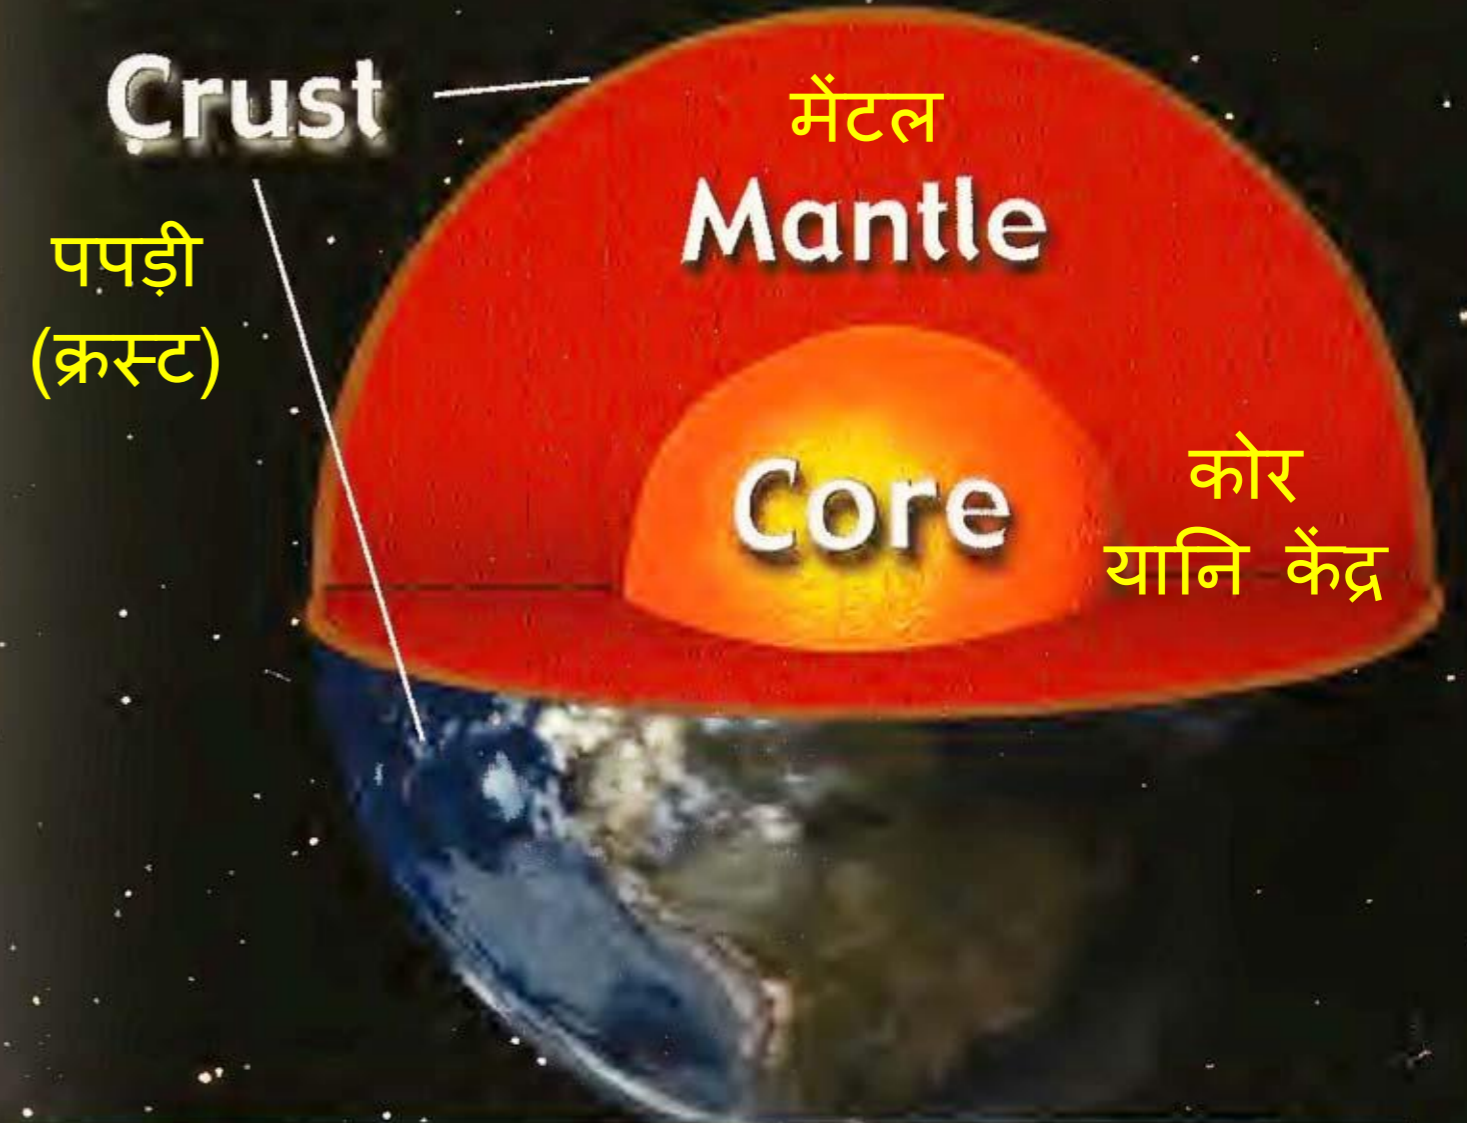 Crust
पपड़ी
(क्रस्ट)
मेंटल
Mantle
Core
कोर
यानि केंद्र